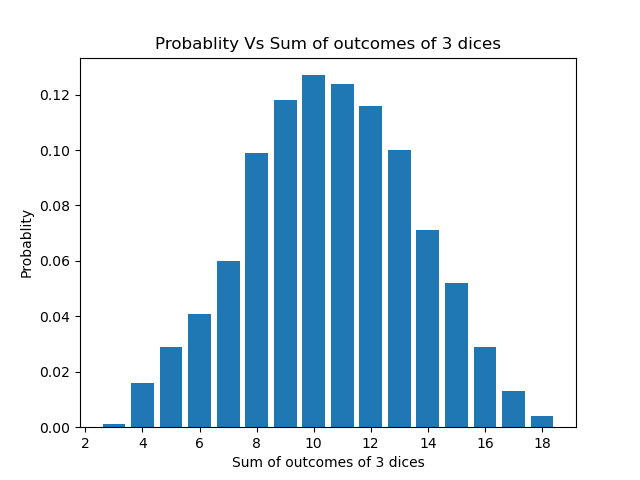 Probablity Vs Sum of outcomes of 3 dices
0.12
0.10
0.08
0.06
0.04
0.02
0.00
Probablity
2 4 6 8 10 12 14 16 18
Sum of outcomes of 3 dices